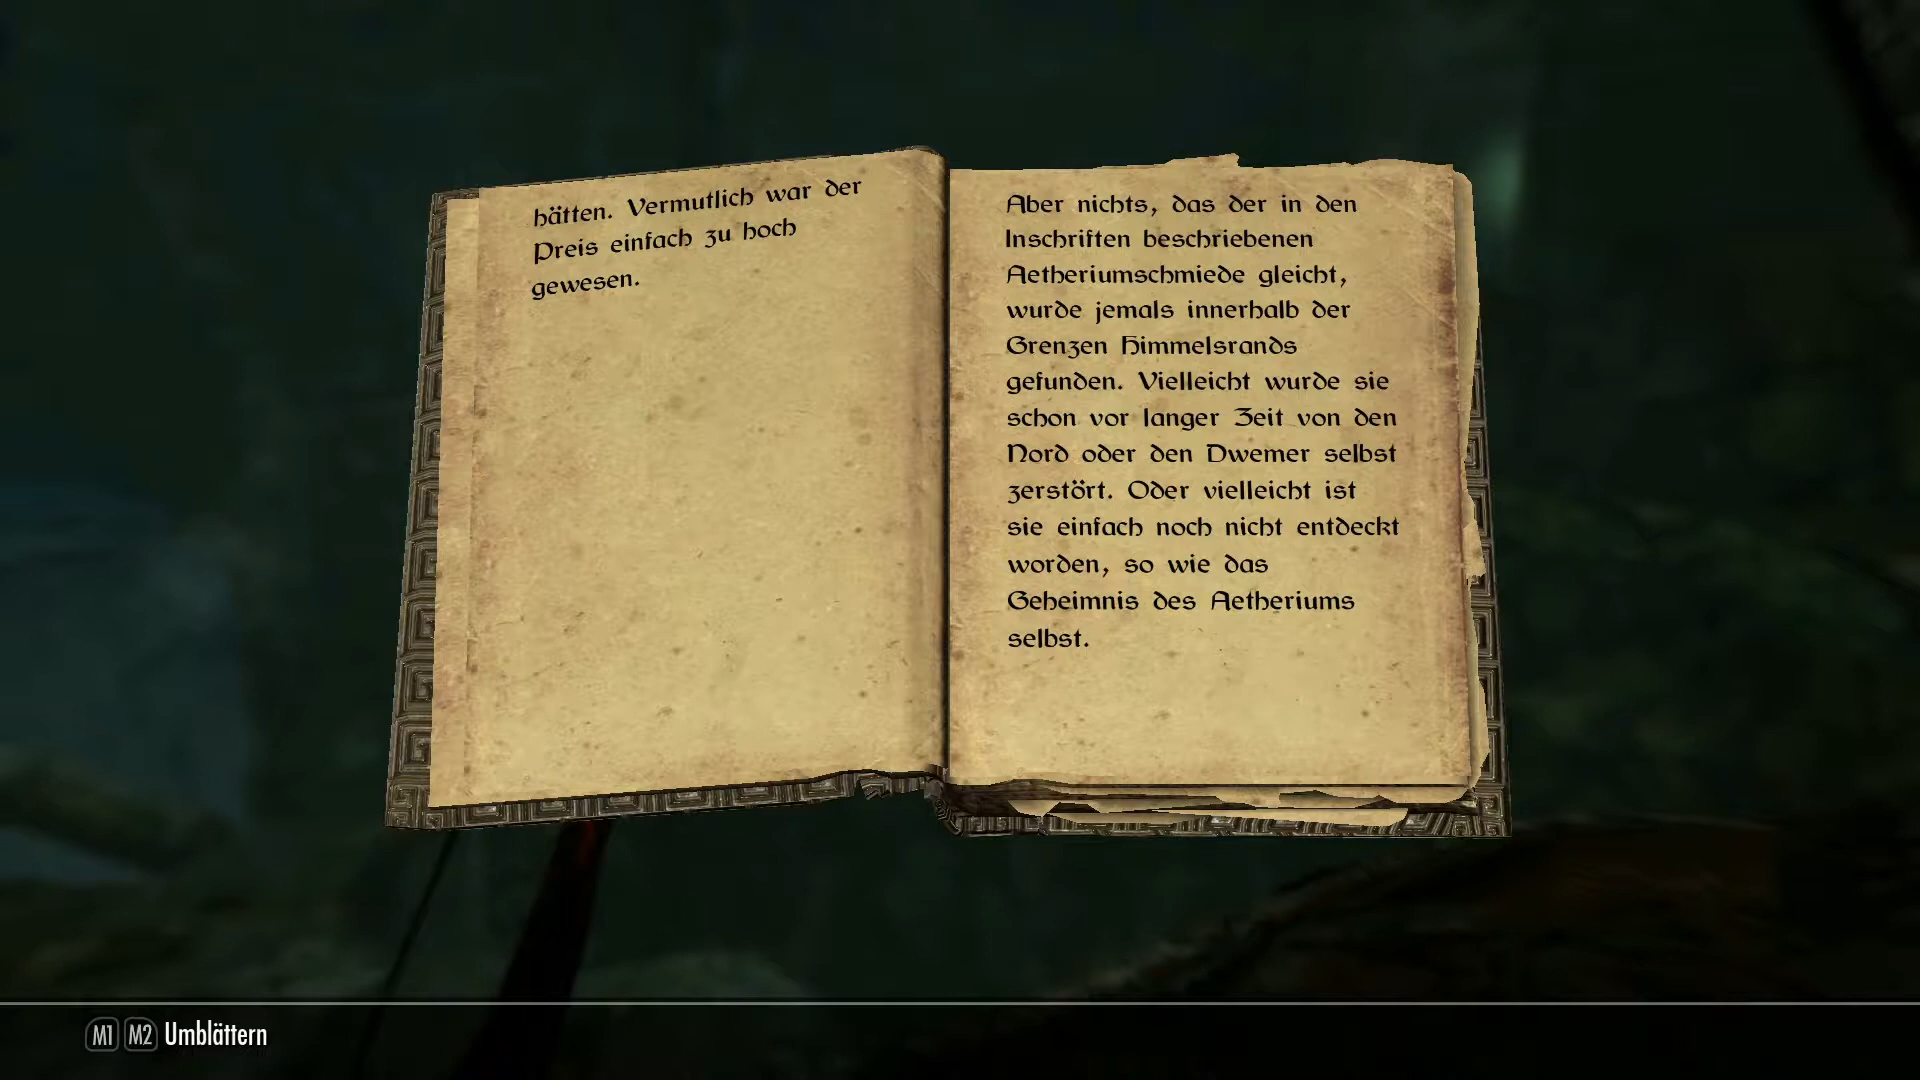 hätten. Vermutlich war der
Preis einfach zu hoch
gewesen.
Aber nichts, das der in den
Inschriften beschriebenen
Aetheriumschmiede gleicht,
wurde jemals innerhalb der
Grenzen Himmelsrands
gefunden. Vielleicht wurde sie
schon vor langer Zeit von den
Nord oder den Dwemer selbst
zerstört. Oder vielleicht ist
sie einfach noch nicht entdeckt
worden, so wie das
Geheimnis des Aetheriums
selbst.
M1 M2 Umblättern